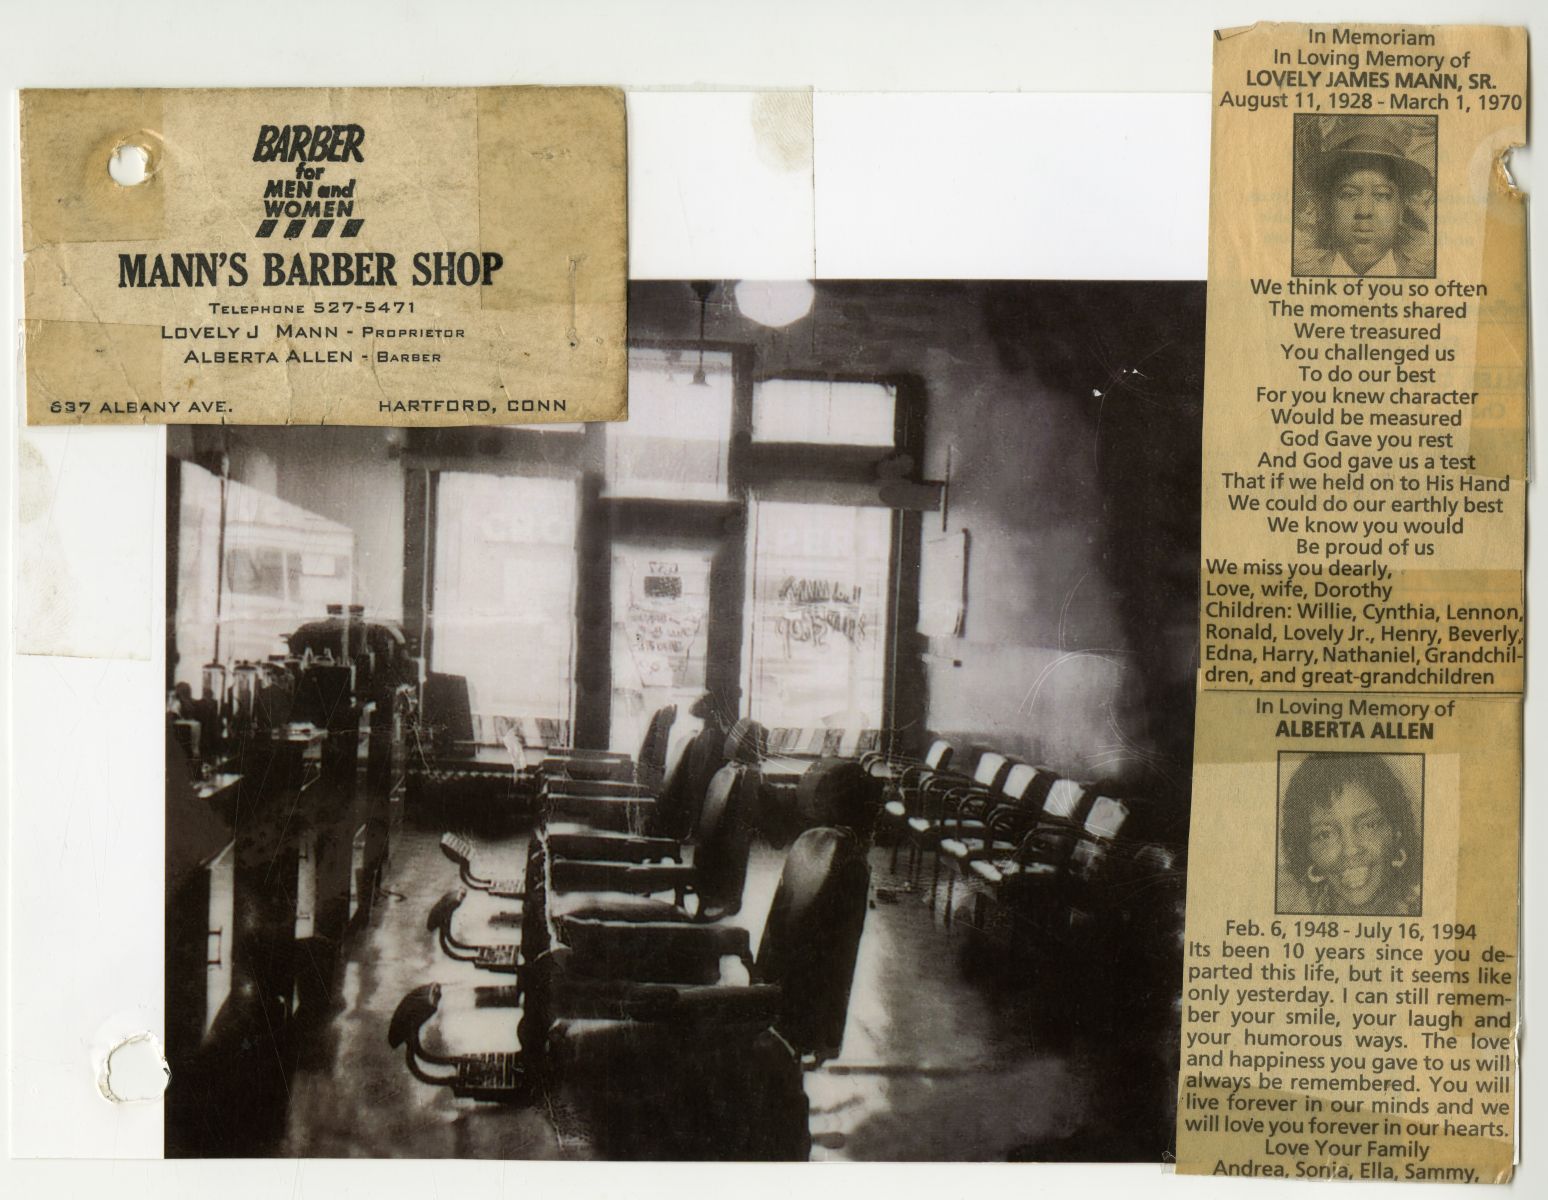 BARBER
for
MEN and
WOMEN
MANN'S BARBER SHOP
TELEPHONE 527-5471
LOVELY J MANN - PROPRIETOR
ALBERTA ALLEN - BARBER
637 ALBANY AVE. HARTFORD, CONN
637
In Memoriam
In Loving Memory of
LOVELY JAMES MANN, SR.
August 11, 1928 - March 1, 1970
We think of you so often
The moments shared
Were treasured
You challenged us
To do our best
For you knew character
Would be measured
God Gave you rest
And God gave us a test
That if we held on to His Hand
We could do our earthly best
We know you would
Be proud of us
We miss you dearly,
Love, wife, Dorothy
Children: Willie, Cynthia, Lennon,
Ronald, Lovely Jr., Henry, Beverly,
Edna, Harry, Nathaniel, Grandchil-
dren, and great-grandchildren
In Loving Memory of
ALBERTA ALLEN
Feb. 6, 1948 - July 16, 1994
Its been 10 years since you de-
parted this life, but it seems like
only yesterday. I can still remem-
ber your smile, your laugh and
your humorous ways. The love
and happiness you gave to us will
always be remembered. You will
live forever in our minds and we
will love you forever in our hearts.
Love Your Family
Andrea, Sonia, Ella, Sammy,